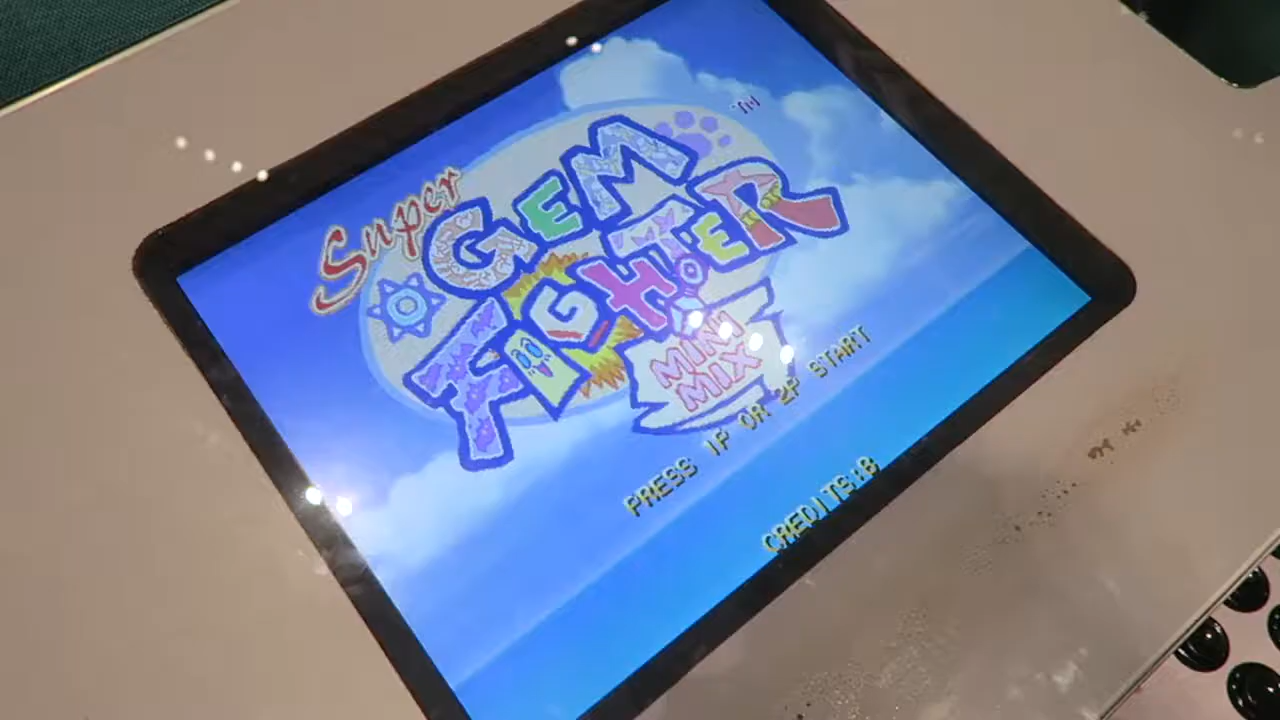 Super
GEM
FIGHTER
TM
MINI
MIX
PRESS 1P OR 2P START
CREDITS:8